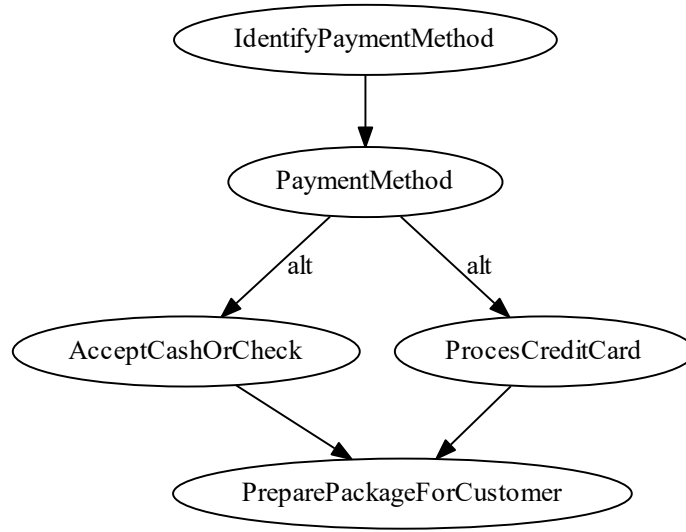 IdentifyPaymentMethod
PaymentMethod
alt
alt
AcceptCashOrCheck
ProcesCreditCard
PreparePackageForCustomer